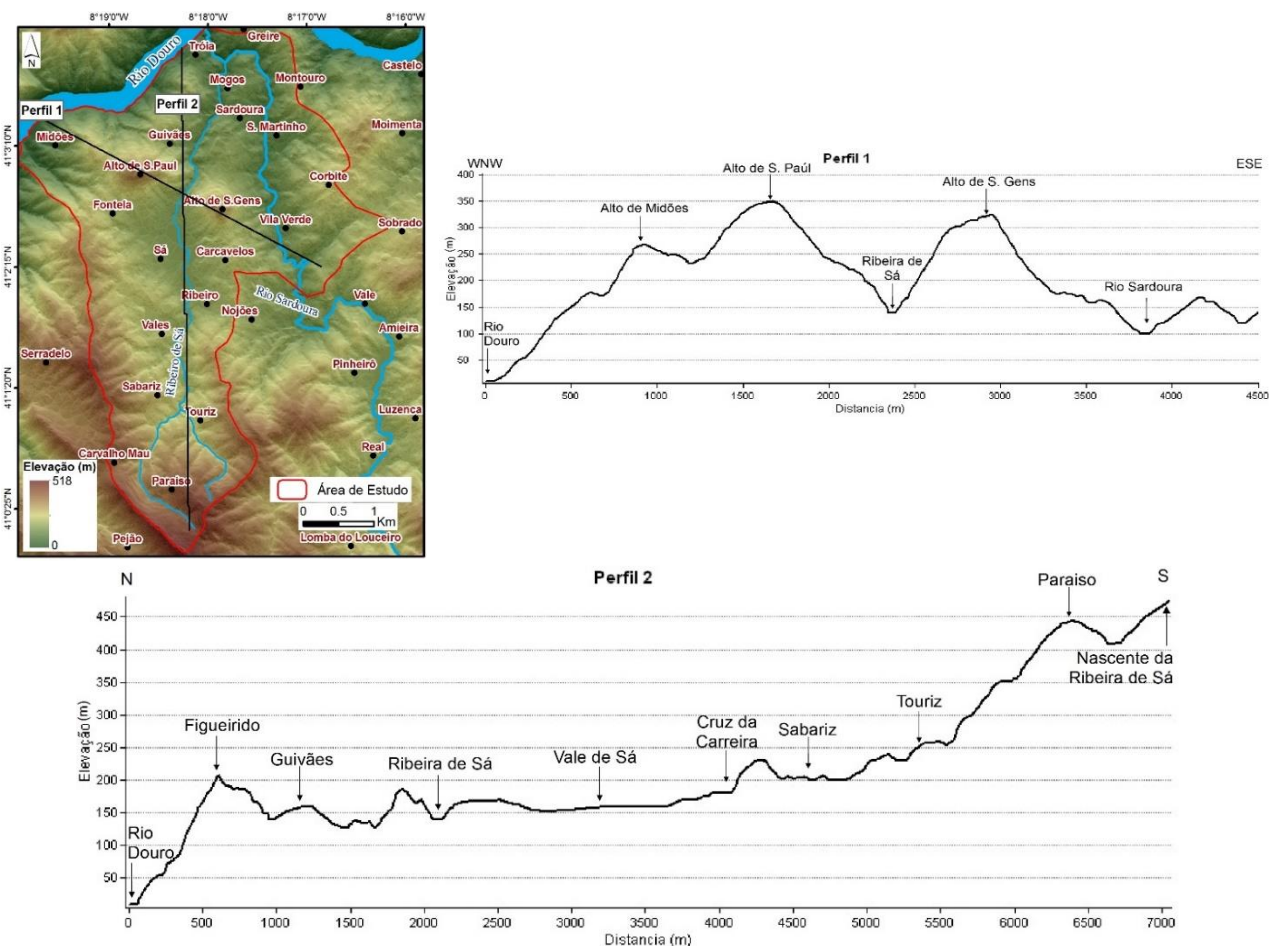 8°19'0"W 8°18'0"W 8°17'0"W 8°16'0"W
N
Greire
Tróia
Rio Douro
Castelo
Mogos
Montouro
Perfil 1
Perfil 2
Sardoura
Midões
Guivães
S. Martinho
Moimenta
41°3'10"N
Alto de S.Paul
Corbite
Fontela
Alto de S.Gens
Vila Verde
Sobrado
Sá
Carcavelos
41°2'15"N
Ribeiro
Rio Sardoura
Vale
Nojões
Vales
Amieira
Ribeiro de Sá
Serradelo
Pinheiro
41°1'20"N
Sabariz
Touriz
Luzenca
Carvalho Mau
Real
Elevação (m)
518
0
Paraiso
Área de Estudo
0 0.5 1
Km
41°0'25"N
Pejão
Lomba do Louceiro
WNW
Perfil 1
ESE
Elevação (m)
400
350
300
250
200
150
100
50
Rio
Douro
Alto de Midões
Alto de S. Paúl
Ribeira de
Sá
Alto de S. Gens
Rio Sardoura
0 500 1000 1500 2000 2500 3000 3500 4000 4500
Distancia (m)
N
Perfil 2
S
Elevação (m)
450
400
350
300
250
200
150
100
50
Rio
Douro
Figueirido
Guivães
Ribeira de Sá
Vale de Sá
Cruz da
Carreira
Sabariz
Touriz
Paraiso
Nascente da
Ribeira de Sá
0 500 1000 1500 2000 2500 3000 3500 4000 4500 5000 5500 6000 6500 7000
Distancia (m)